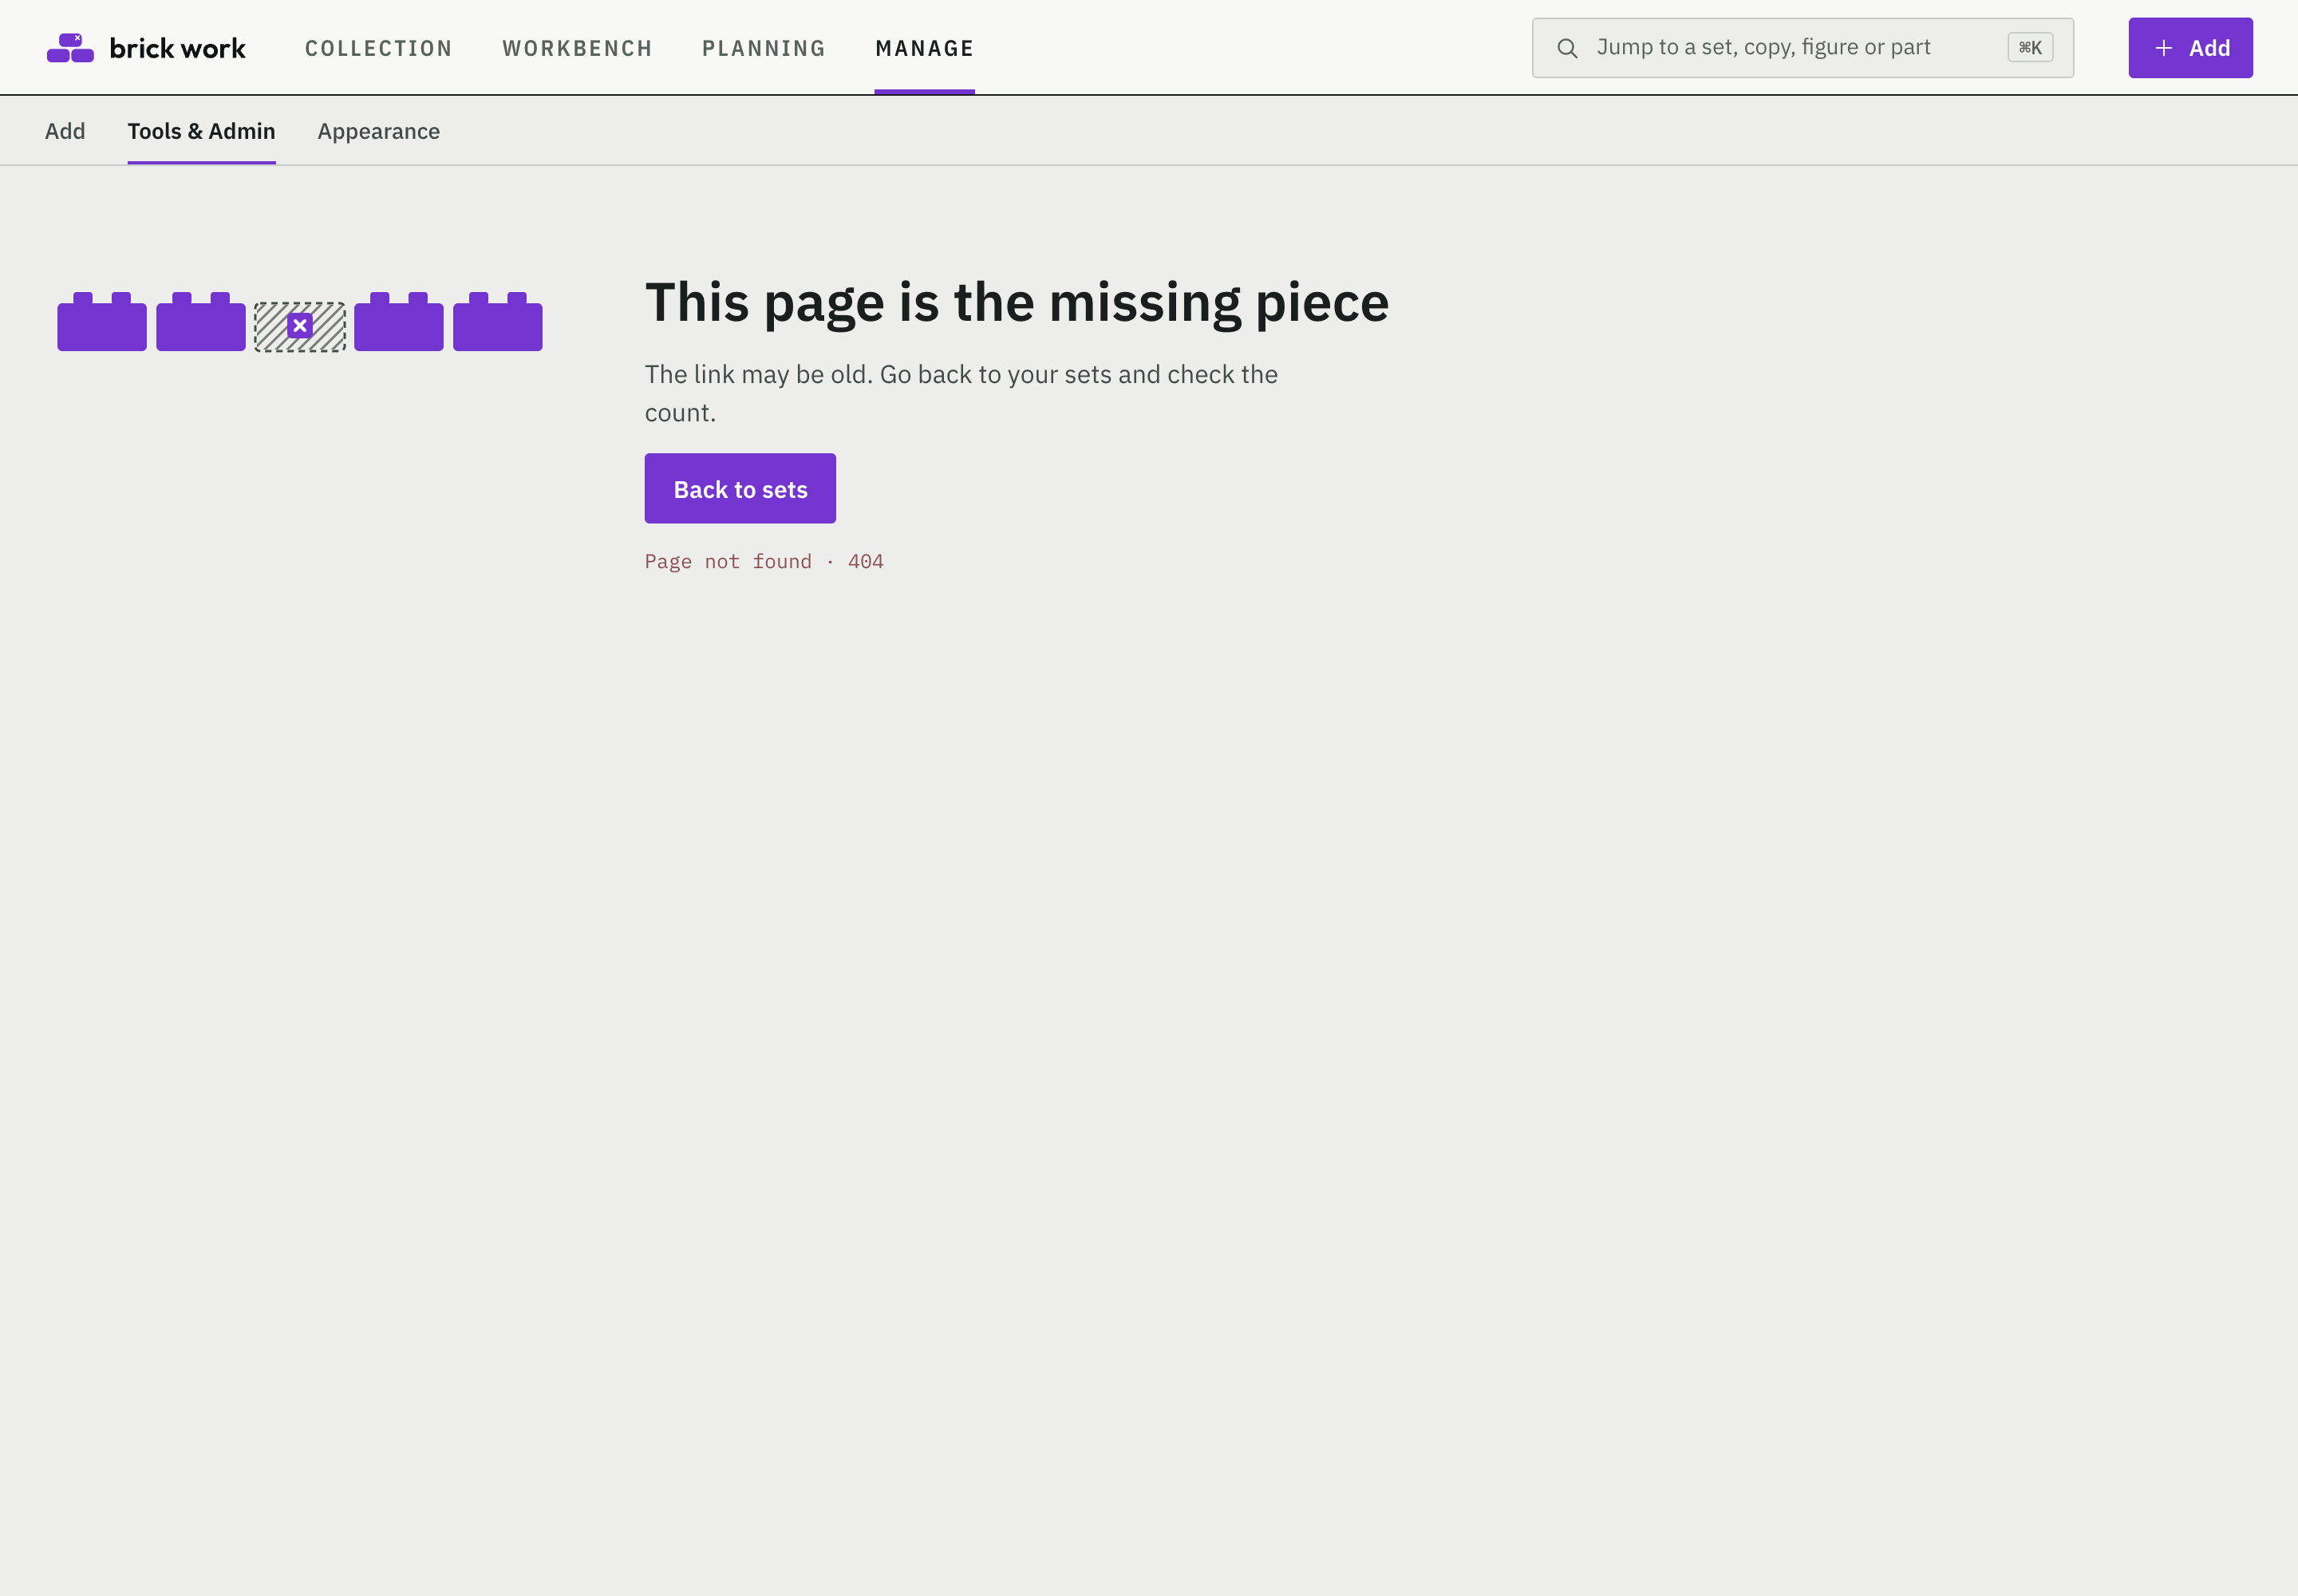 brick work
COLLECTION
WORKBENCH
PLANNING
MANAGE
Jump to a set, copy, figure or part
⌘K
+ Add
Add
Tools & Admin
Appearance
This page is the missing piece
The link may be old. Go back to your sets and check the
count.
Back to sets
Page not found · 404